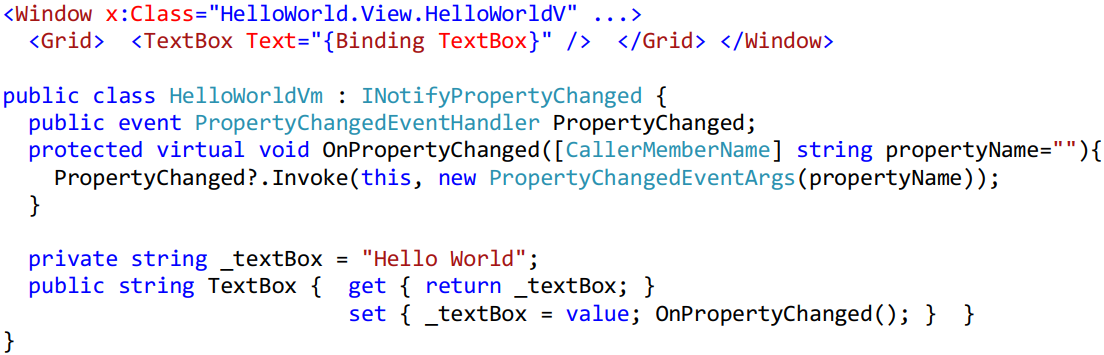 <Window x:Class="HelloWorld.View.HelloWorldV" ...>
<Grid> <TextBox Text="{Binding TextBox}" /> </Grid> </Window>
public class HelloWorldVm : INotifyPropertyChanged {
public event PropertyChangedEventHandler PropertyChanged;
protected virtual void OnPropertyChanged([CallerMemberName] string propertyName=""){
PropertyChanged?.Invoke(this, new PropertyChangedEventArgs(propertyName));
}
private string _textBox = "Hello World";
public string TextBox { get { return _textBox; }
set { _textBox = value; OnPropertyChanged(); } }
}